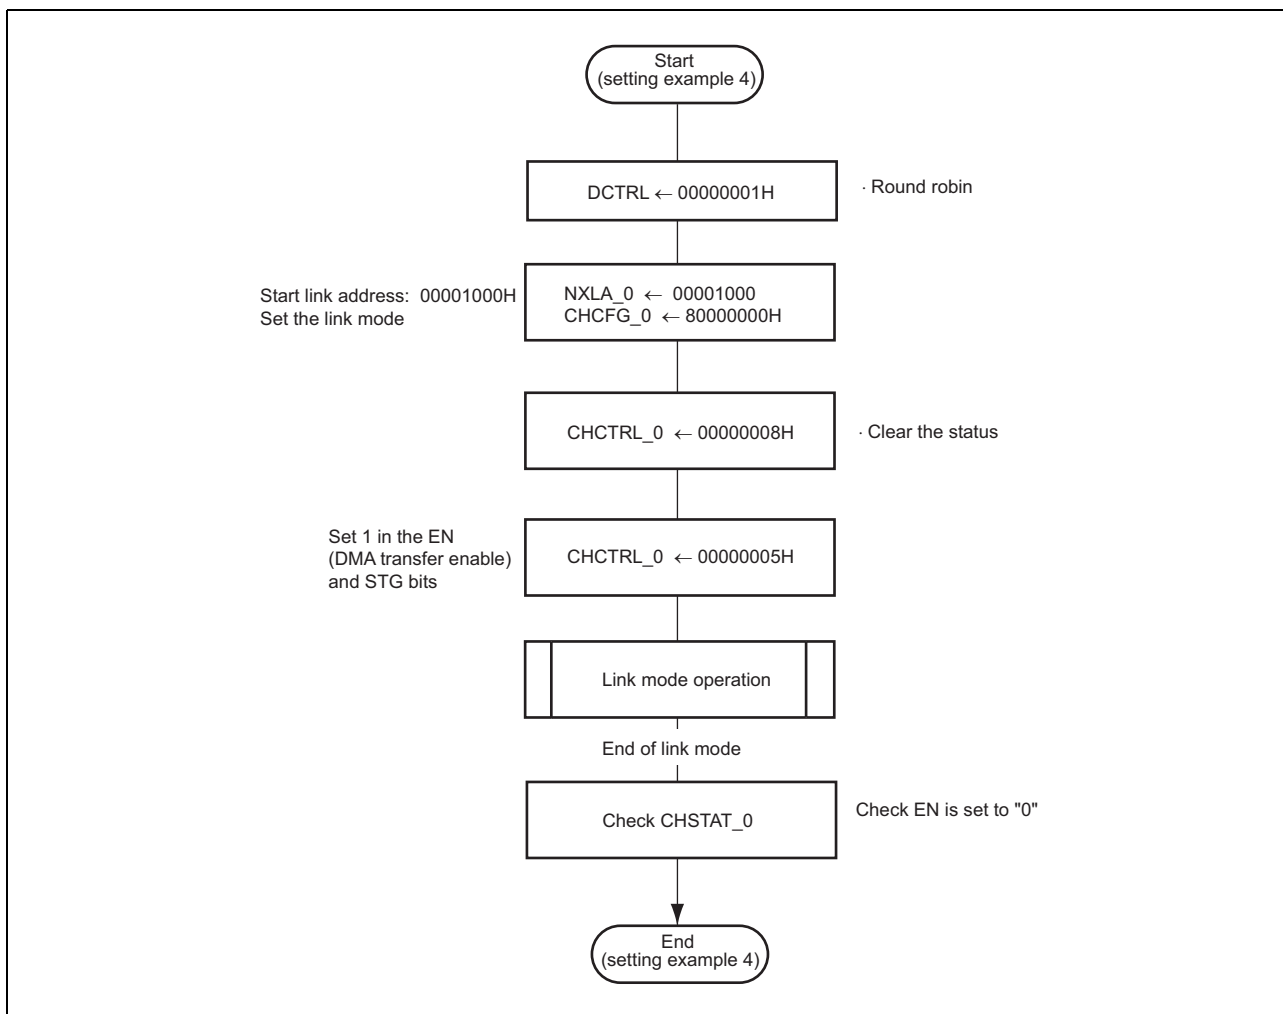 Start
(setting example 4)
DCTRL ← 00000001H
· Round robin
Start link address: 00001000H
Set the link mode
NXLA_0 ← 00001000
CHCFG_0 ← 80000000H
CHCTRL_0 ← 00000008H
· Clear the status
Set 1 in the EN
(DMA transfer enable)
and STG bits
CHCTRL_0 ← 00000005H
Link mode operation
End of link mode
Check CHSTAT_0
Check EN is set to "0"
End
(setting example 4)